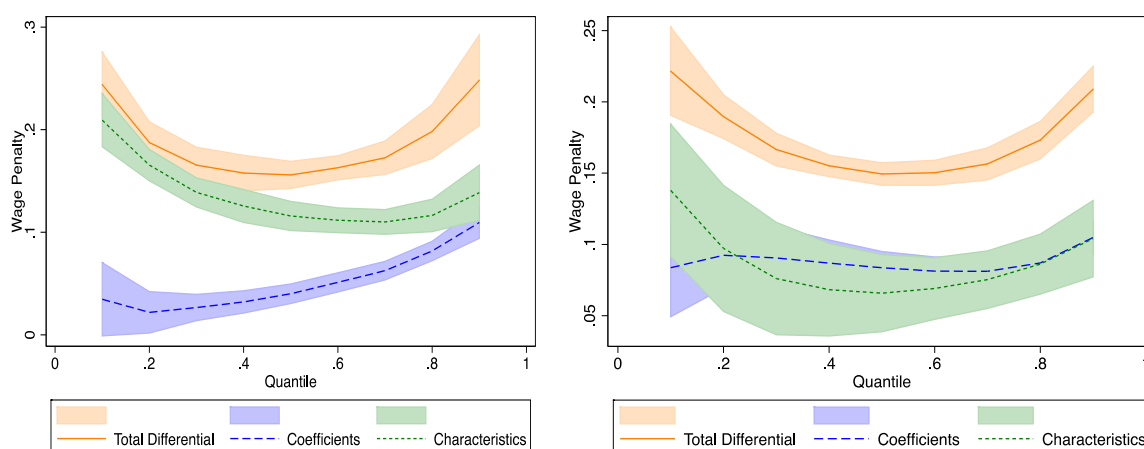 .3
.2
.1
0
Wage Penalty
0
.2
.4
.6
.8
1
Quantile
Total Differential
Coefficients
Characteristics
.25
.2
.15
.1
.05
Wage Penalty
0
.2
.4
.6
.8
1
Quantile
Total Differential
Coefficients
Characteristics